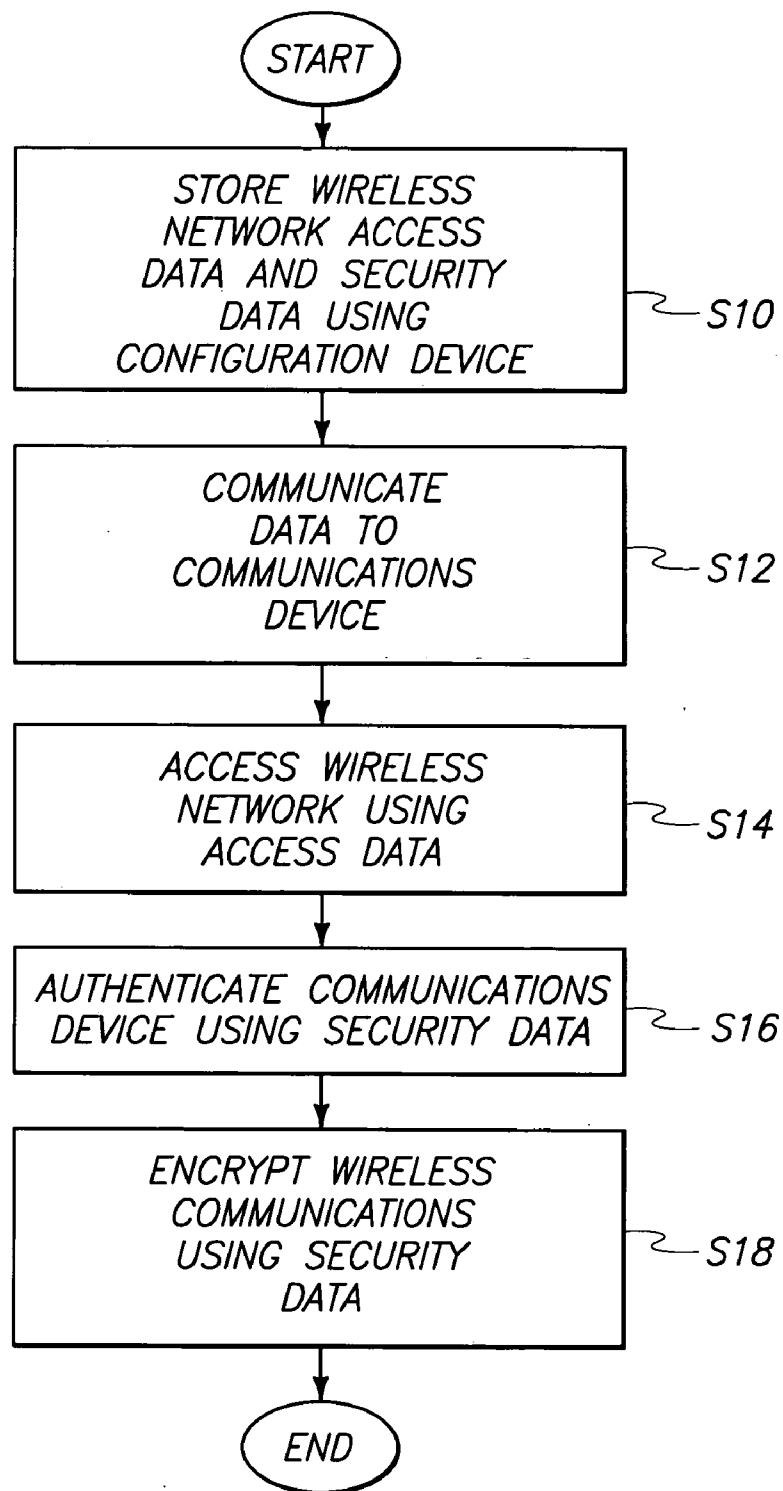 START
STORE WIRELESS
NETWORK ACCESS
DATA AND SECURITY
DATA USING
CONFIGURATION DEVICE
S10
COMMUNICATE
DATA TO
COMMUNICATIONS
DEVICE
S12
ACCESS WIRELESS
NETWORK USING
ACCESS DATA
S14
AUTHENTICATE COMMUNICATIONS
DEVICE USING SECURITY DATA
S16
ENCRYPT WIRELESS
COMMUNICATIONS
USING SECURITY
DATA
S18
END